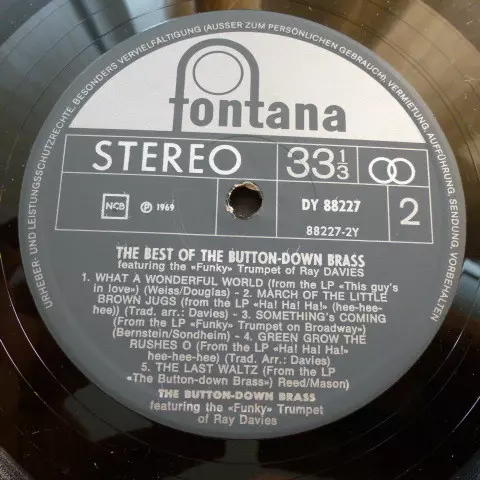 URHEBER- UND LEISTUNGSSCHUTZRECHTE, BESONDERS VERVIELFÄLTIGUNG (AUSSER ZUM PERSÖNLICHEN GEBRAUCH), VERMIETUNG, AUFFÜHRUNG, SENDUNG, VORBEHALTEN
fontana
STEREO
33 1/3
NCB
℗ 1969
DY 88227
88227-2Y
2
THE BEST OF THE BUTTON-DOWN BRASS
featuring the «Funky» Trumpet of Ray DAVIES
1. WHAT A WONDERFUL WORLD (from the LP «This guy's
in love») (Weiss/Douglas) - 2. MARCH OF THE LITTLE
BROWN JUGS (from the LP «Ha! Ha! Ha!» (hee-hee-
hee)) (Trad. arr.: Davies) - 3. SOMETHING'S COMING
(From the LP «Funky» Trumpet on Broadway»)
(Bernstein/Sondheim) - 4. GREEN GROW THE
RUSHES O (From the LP «Ha! Ha! Ha!»
hee-hee-hee) (Trad. Arr.: Davies)
5. THE LAST WALTZ (From the LP
«The Button-down Brass») Reed/Mason)
THE BUTTON-DOWN BRASS
featuring the «Funky» Trumpet
of Ray Davies